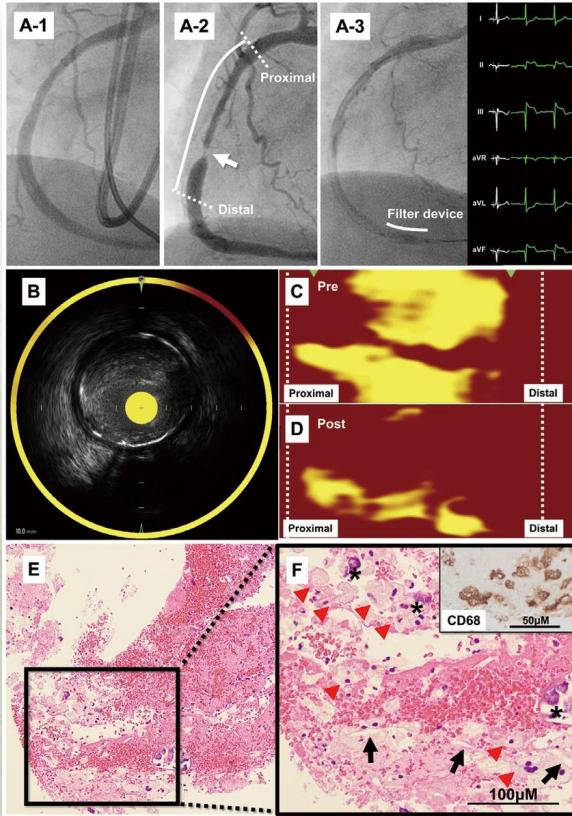 A-1
A-2
A-3
Proximal
Distal
Filter device
I
II
III
aVR
aVL
aVF
B
10.0 mm
C
Pre
Proximal
Distal
D
Post
Proximal
Distal
E
F
*
*
*
CD68
50µM
100µM